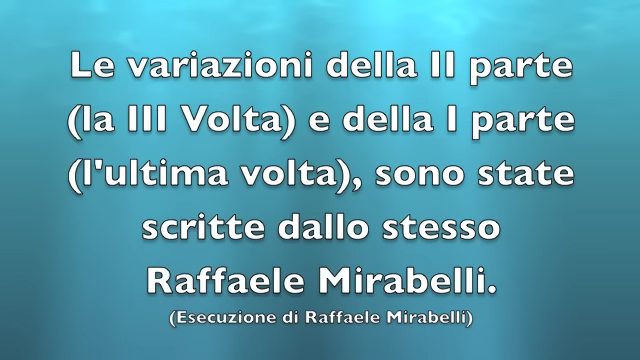 Le variazioni della II parte
(la III Volta) e della I parte
(l'ultima volta), sono state
scritte dallo stesso
Raffaele Mirabelli.
(Esecuzione di Raffaele Mirabelli)